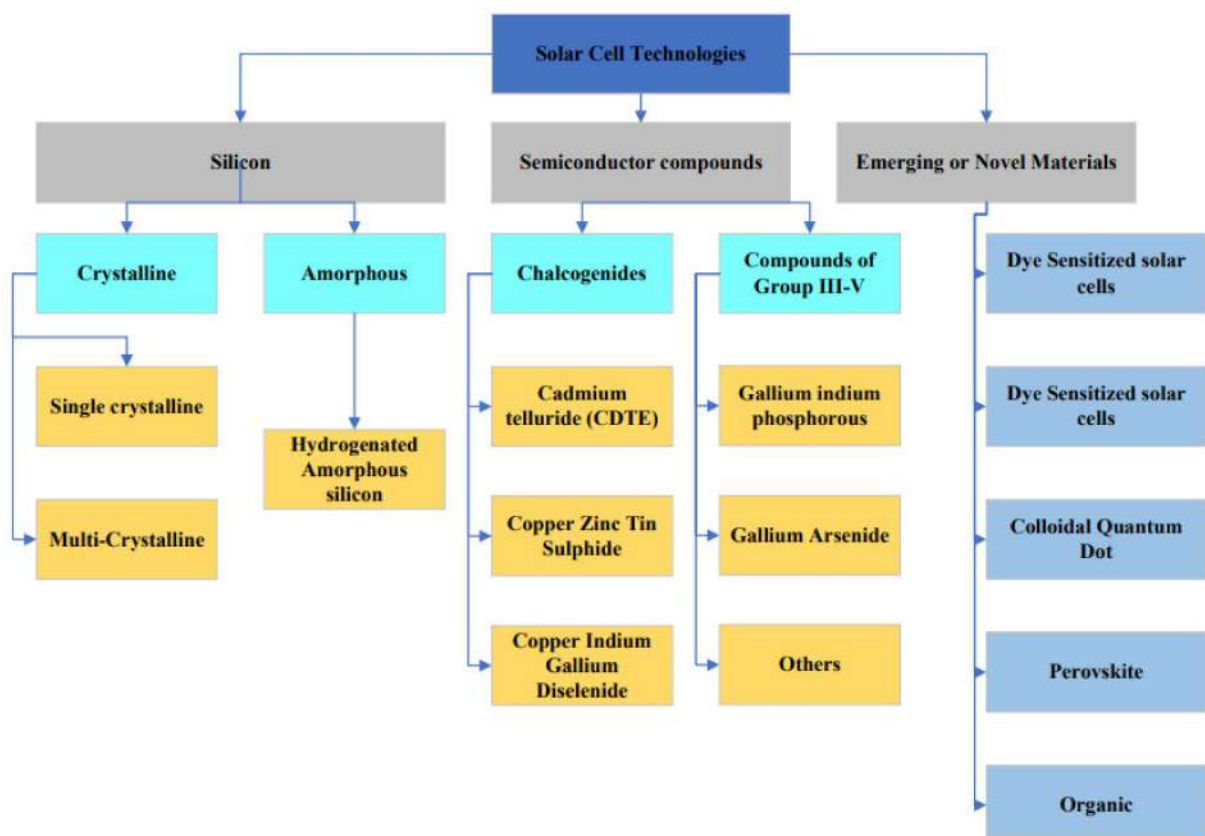 Solar Cell Technologies
Silicon
Semiconductor compounds
Emerging or Novel Materials
Crystalline
Amorphous
Chalcogenides
Compounds of
Group III-V
Dye Sensitized solar
cells
Single crystalline
Hydrogenated
Amorphous
silicon
Cadmium
telluride (CDTE)
Gallium indium
phosphorous
Dye Sensitized solar
cells
Multi-Crystalline
Copper Zinc Tin
Sulphide
Gallium Arsenide
Colloidal Quantum
Dot
Copper Indium
Gallium
Diselenide
Others
Perovskite
Organic